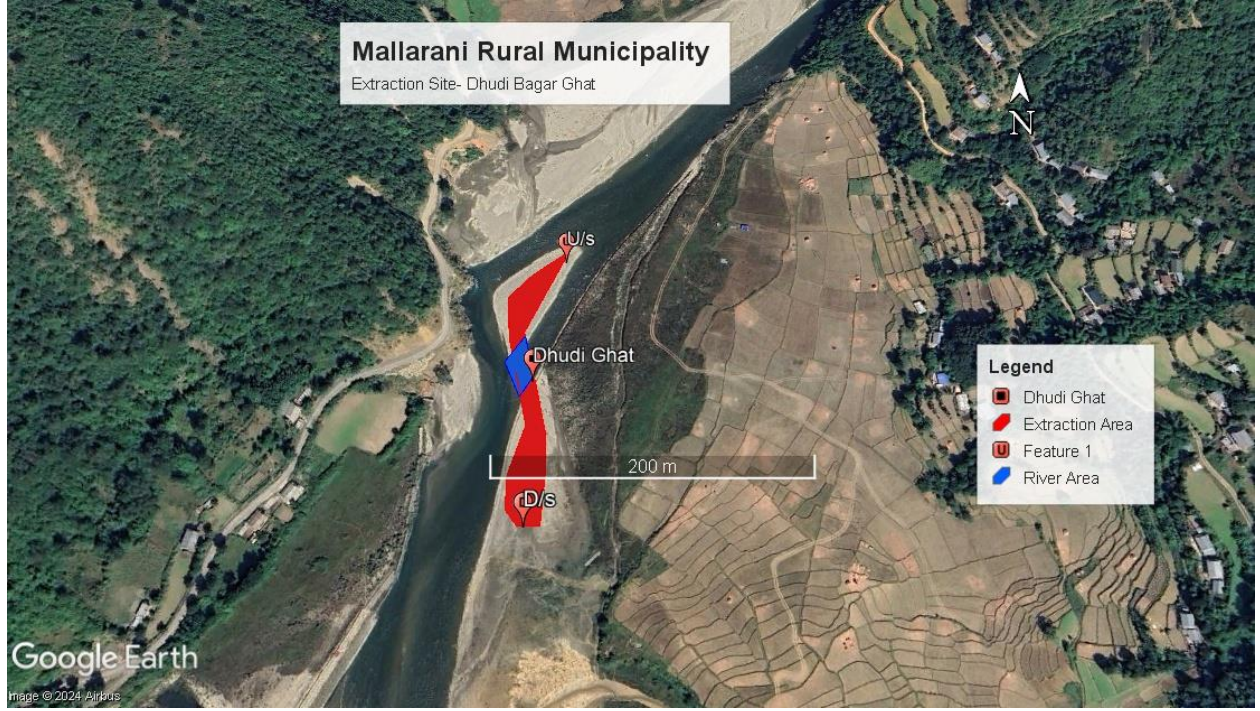 Mallarani Rural Municipality
Extraction Site- Dhudi Bagar Ghat
N
U/s
Dhudi Ghat
Legend
Dhudi Ghat
Extraction Area
U Feature 1
River Area
200 m
D/s
Google Earth
Image © 2024 Airbus